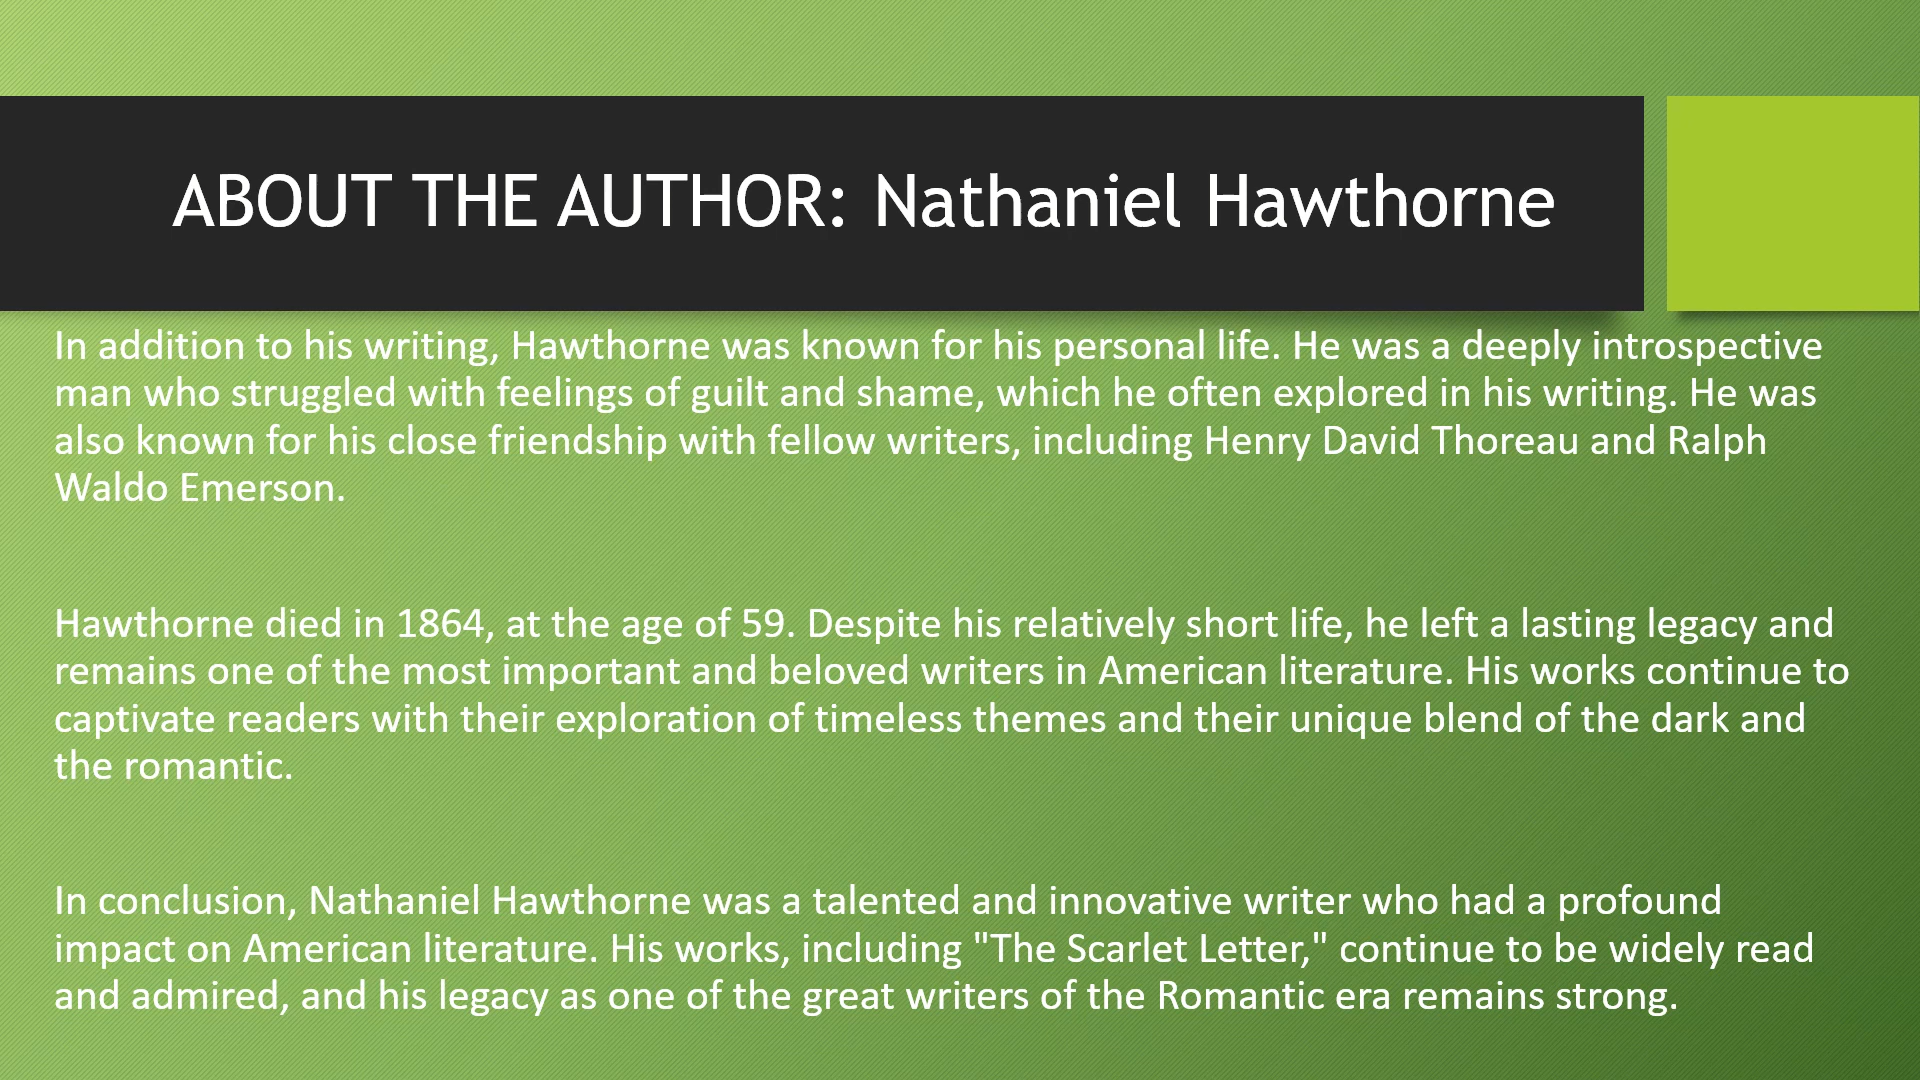 ABOUT THE AUTHOR: Nathaniel Hawthorne
In addition to his writing, Hawthorne was known for his personal life. He was a deeply introspective
man who struggled with feelings of guilt and shame, which he often explored in his writing. He was
also known for his close friendship with fellow writers, including Henry David Thoreau and Ralph
Waldo Emerson.
Hawthorne died in 1864, at the age of 59. Despite his relatively short life, he left a lasting legacy and
remains one of the most important and beloved writers in American literature. His works continue to
captivate readers with their exploration of timeless themes and their unique blend of the dark and
the romantic.
In conclusion, Nathaniel Hawthorne was a talented and innovative writer who had a profound
impact on American literature. His works, including "The Scarlet Letter," continue to be widely read
and admired, and his legacy as one of the great writers of the Romantic era remains strong.